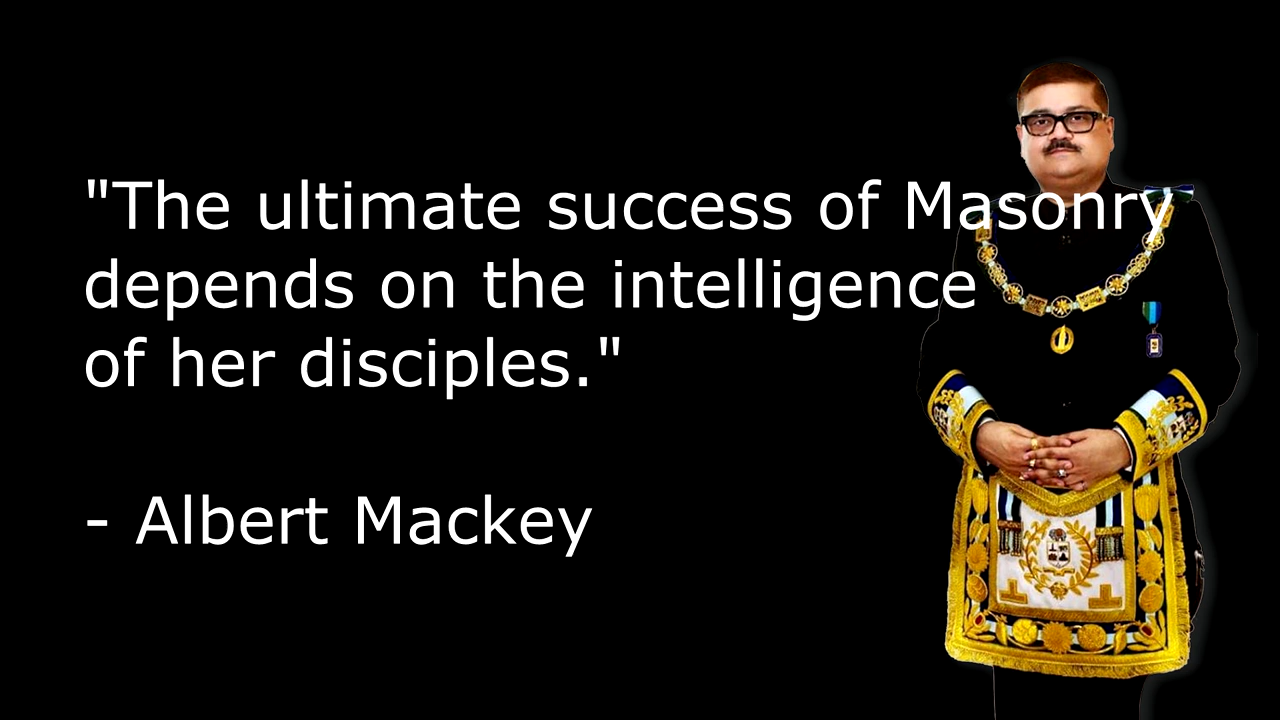 "The ultimate success of Masonry
depends on the intelligence
of her disciples."
- Albert Mackey